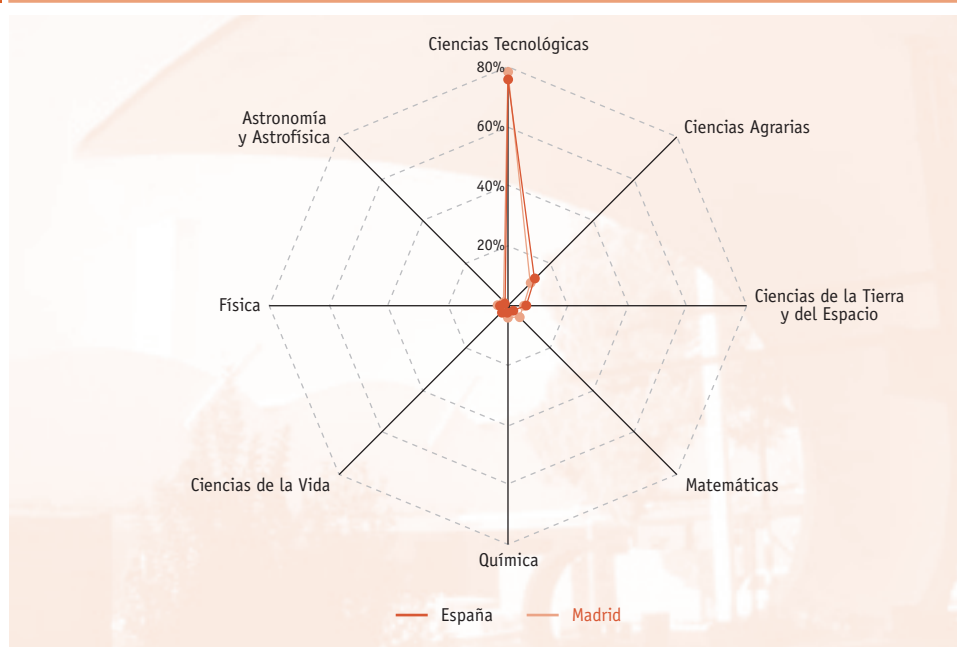 Ciencias Tecnológicas
80%
Astronomía
y Astrofísica
Ciencias Agrarias
60%
40%
20%
Física
Ciencias de la Tierra
y del Espacio
Ciencias de la Vida
Matemáticas
Química
España
Madrid